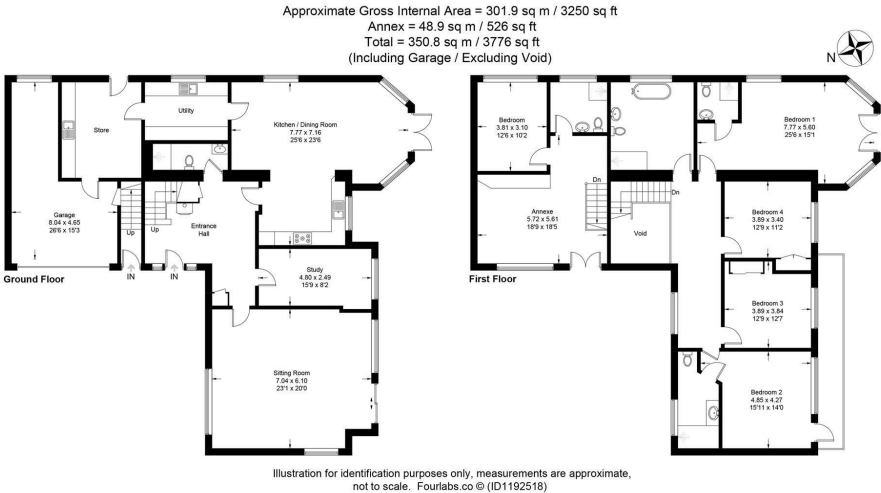 Approximate Gross Internal Area = 301.9 sq m / 3250 sq ft
Annex = 48.9 sq m / 526 sq ft
Total = 350.8 sq m / 3776 sq ft
(Including Garage / Excluding Void)
N
Store
Utility
Kitchen / Dining Room
7.77 x 7.16
25'6 x 23'6
Garage
8.04 x 4.65
26'6 x 15'3
Up
Up
Entrance
Hall
IN
IN
Study
4.80 x 2.49
15'9 x 8'2
Sitting Room
7.04 x 6.10
23'1 x 20'0
Ground Floor
Bedroom
3.81 x 3.10
12'6 x 10'2
Bedroom 1
7.77 x 5.60
25'6 x 15'1
Dn
Dn
Annexe
5.72 x 5.61
18'9 x 18'5
Void
Bedroom 4
3.89 x 3.40
12'9 x 11'2
Bedroom 3
3.89 x 3.84
12'9 x 12'7
Bedroom 2
4.85 x 4.27
15'11 x 14'0
First Floor
Illustration for identification purposes only, measurements are approximate,
not to scale. Fourlabs.co © (ID1192518)